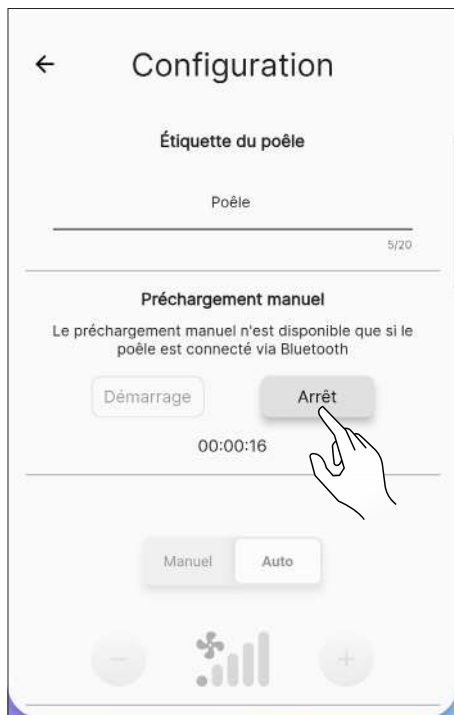 Configuration
Étiquette du poêle
Poêle
5/20
Préchargement manuel
Le préchargement manuel n'est disponible que si le
poêle est connecté via Bluetooth
Démarrage Arrêt
00:00:16
Manuel Auto